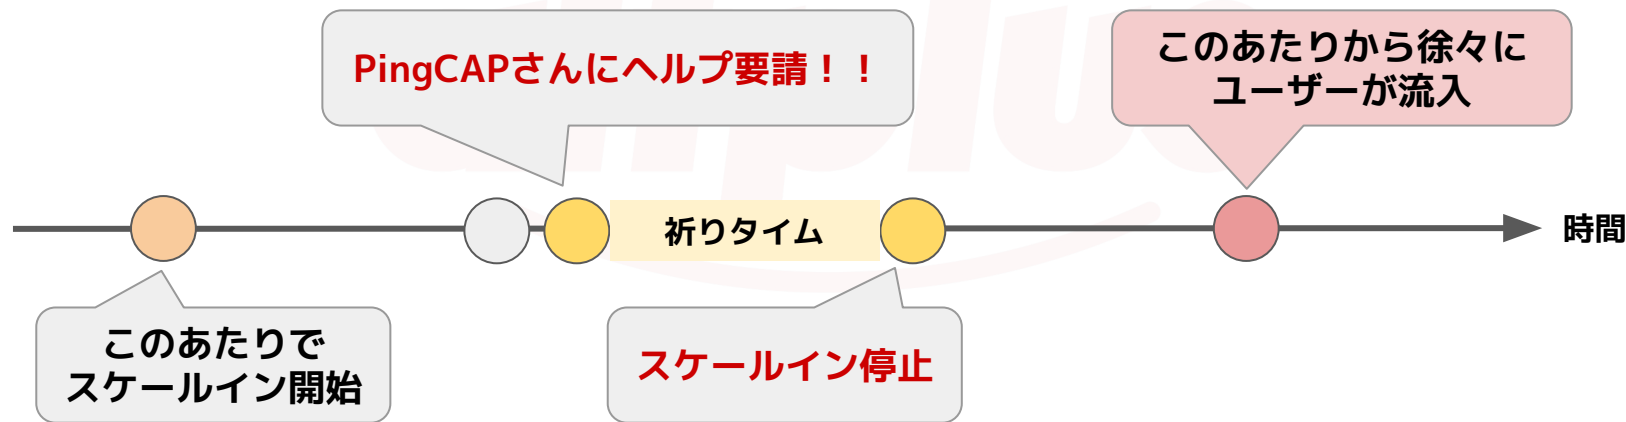 PingCAPさんにヘルプ要請！！
このあたりから徐々に
ユーザーが流入
祈りタイム
時間
このあたりで
スケールイン開始
スケールイン停止